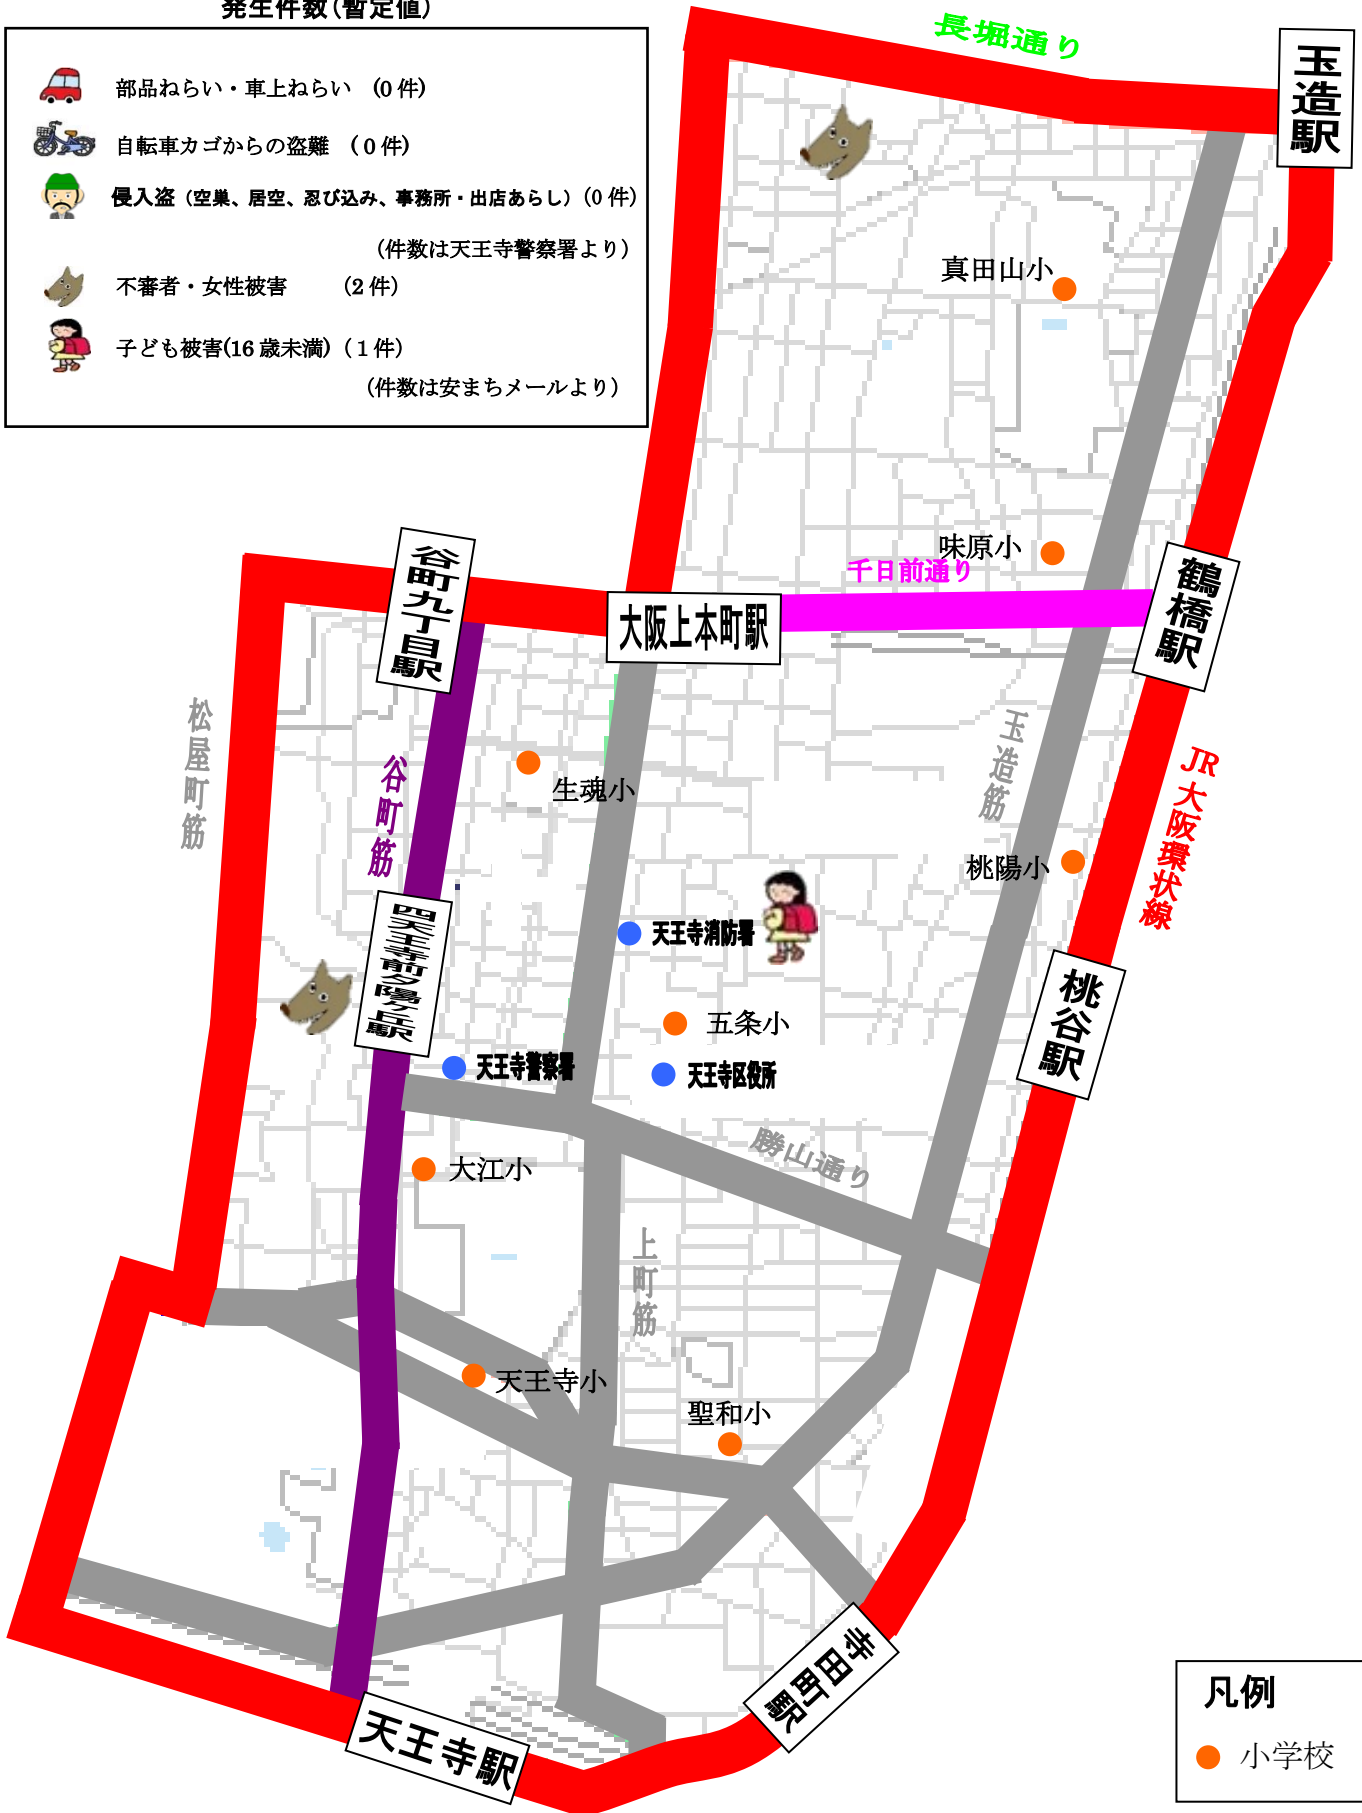 発生件数(暫定値)
部品ねらい・車上ねらい (0件)
自転車カゴからの盗難 (0件)
侵入盗(空巣、居空、忍び込み、事務所・出店あらし)(0件)
(件数は天王寺警察署より)
不審者・女性被害 (2件)
子ども被害(16歳未満)(1件)
(件数は安まちメールより)
長堀通り
玉造駅
真田山小
味原小
千日前通り
鶴橋駅
谷町九丁目駅
大阪上本町駅
松屋町筋
谷町筋
生魂小
玉造筋
JR大阪環状線
桃陽小
四天王寺前夕陽ケ丘駅
天王寺消防署
桃谷駅
五条小
天王寺警察署
天王寺区役所
勝山通り
大江小
上町筋
天王寺小
聖和小
寺田町駅
天王寺駅
凡例
小学校